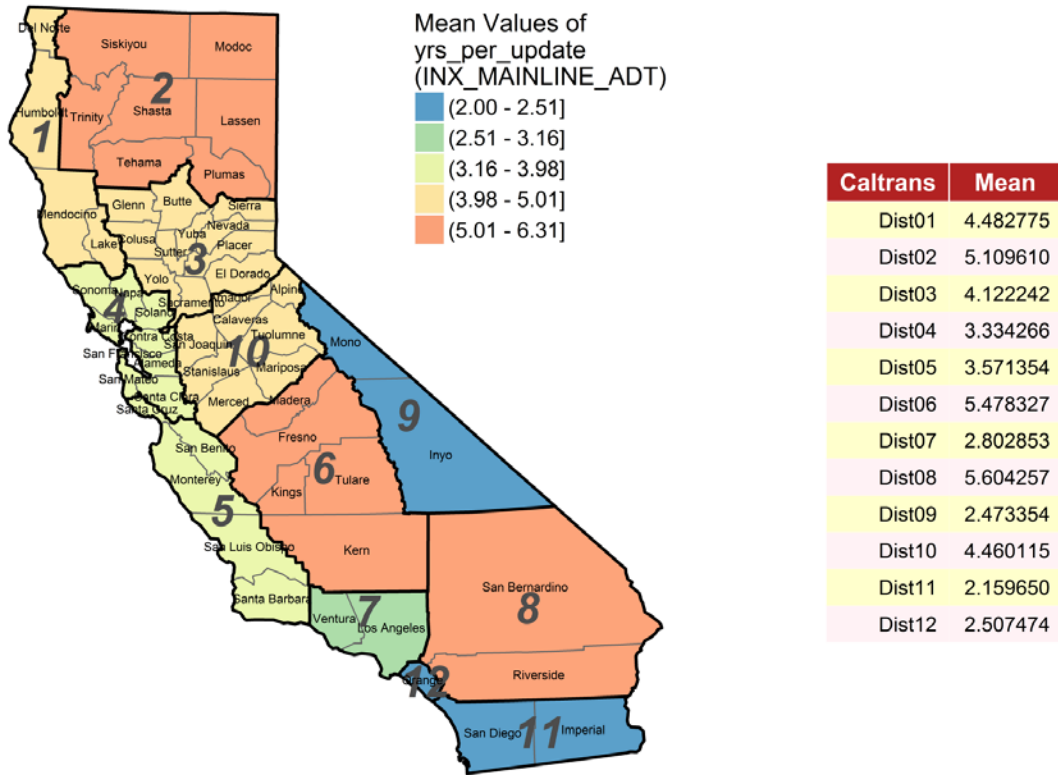 Mean Values of
yrs_per_update
(INX_MAINLINE_ADT)
(2.00 - 2.51]
(2.51 - 3.16]
(3.16 - 3.98]
(3.98 - 5.01]
(5.01 - 6.31]
Del Norte
Siskiyou
Modoc
2
Humboldt
1
Trinity
Shasta
Lassen
Tehama
Plumas
Mendocino
Glenn
Butte
Sierra
Lake
Colusa
Yuba
Nevada
Sutter
Placer
3
Yolo
El Dorado
Sonoma
Napa
4
Solano
Sacramento
Amador
Alpine
Marin
Contra Costa
Calaveras
Tuolumne
Mono
San Francisco
Alameda
San Joaquin
10
San Mateo
Stanislaus
Mariposa
Santa Clara
Santa Cruz
Merced
Madera
9
San Benito
Fresno
Inyo
Monterey
6
Kings
Tulare
5
San Luis Obispo
Kern
Santa Barbara
San Bernardino
8
Ventura
7
Los Angeles
Orange
12
Riverside
San Diego
11
Imperial
Caltrans Mean
Dist01 4.482775
Dist02 5.109610
Dist03 4.122242
Dist04 3.334266
Dist05 3.571354
Dist06 5.478327
Dist07 2.802853
Dist08 5.604257
Dist09 2.473354
Dist10 4.460115
Dist11 2.159650
Dist12 2.507474